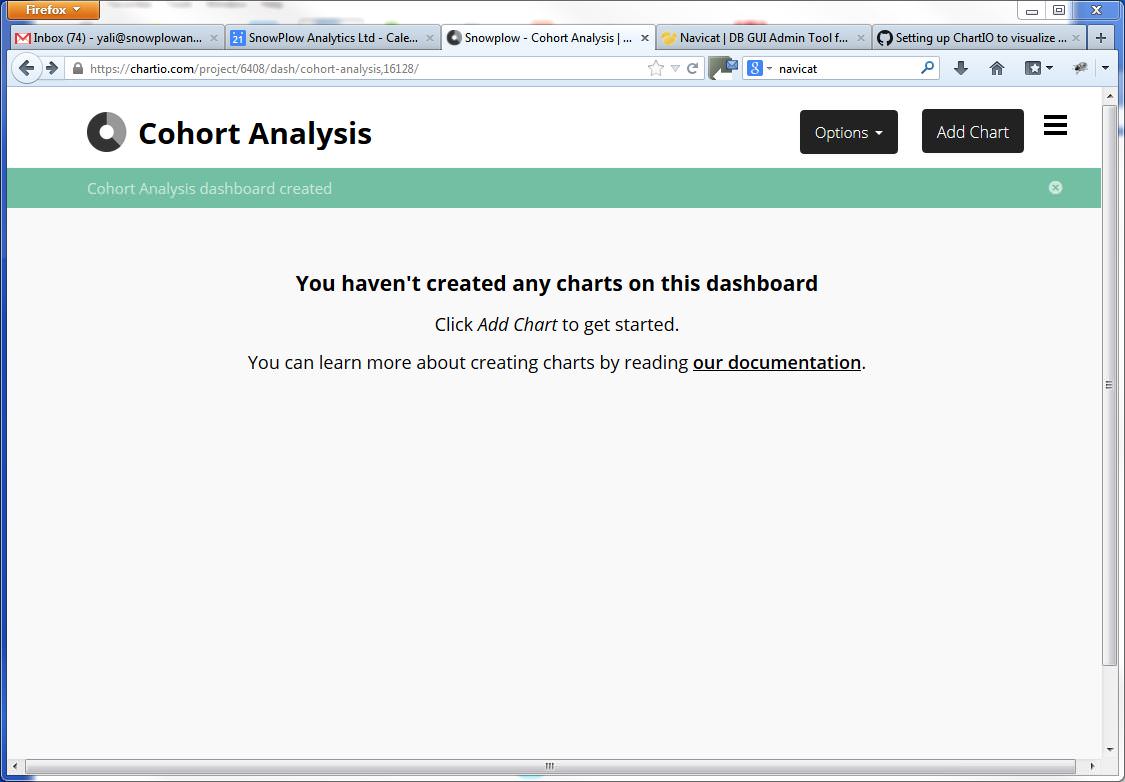 Firefox
Inbox (74) - yali@snowplowan...
21 SnowPlow Analytics Ltd - Cale...
Snowplow - Cohort Analysis | ...
Navicat | DB GUI Admin Tool f...
Setting up ChartIO to visualize ...
https://chartio.com/project/6408/dash/cohort-analysis,16128/
8 navicat
Cohort Analysis
Options
Add Chart
Cohort Analysis dashboard created
You haven't created any charts on this dashboard
Click Add Chart to get started.
You can learn more about creating charts by reading our documentation.